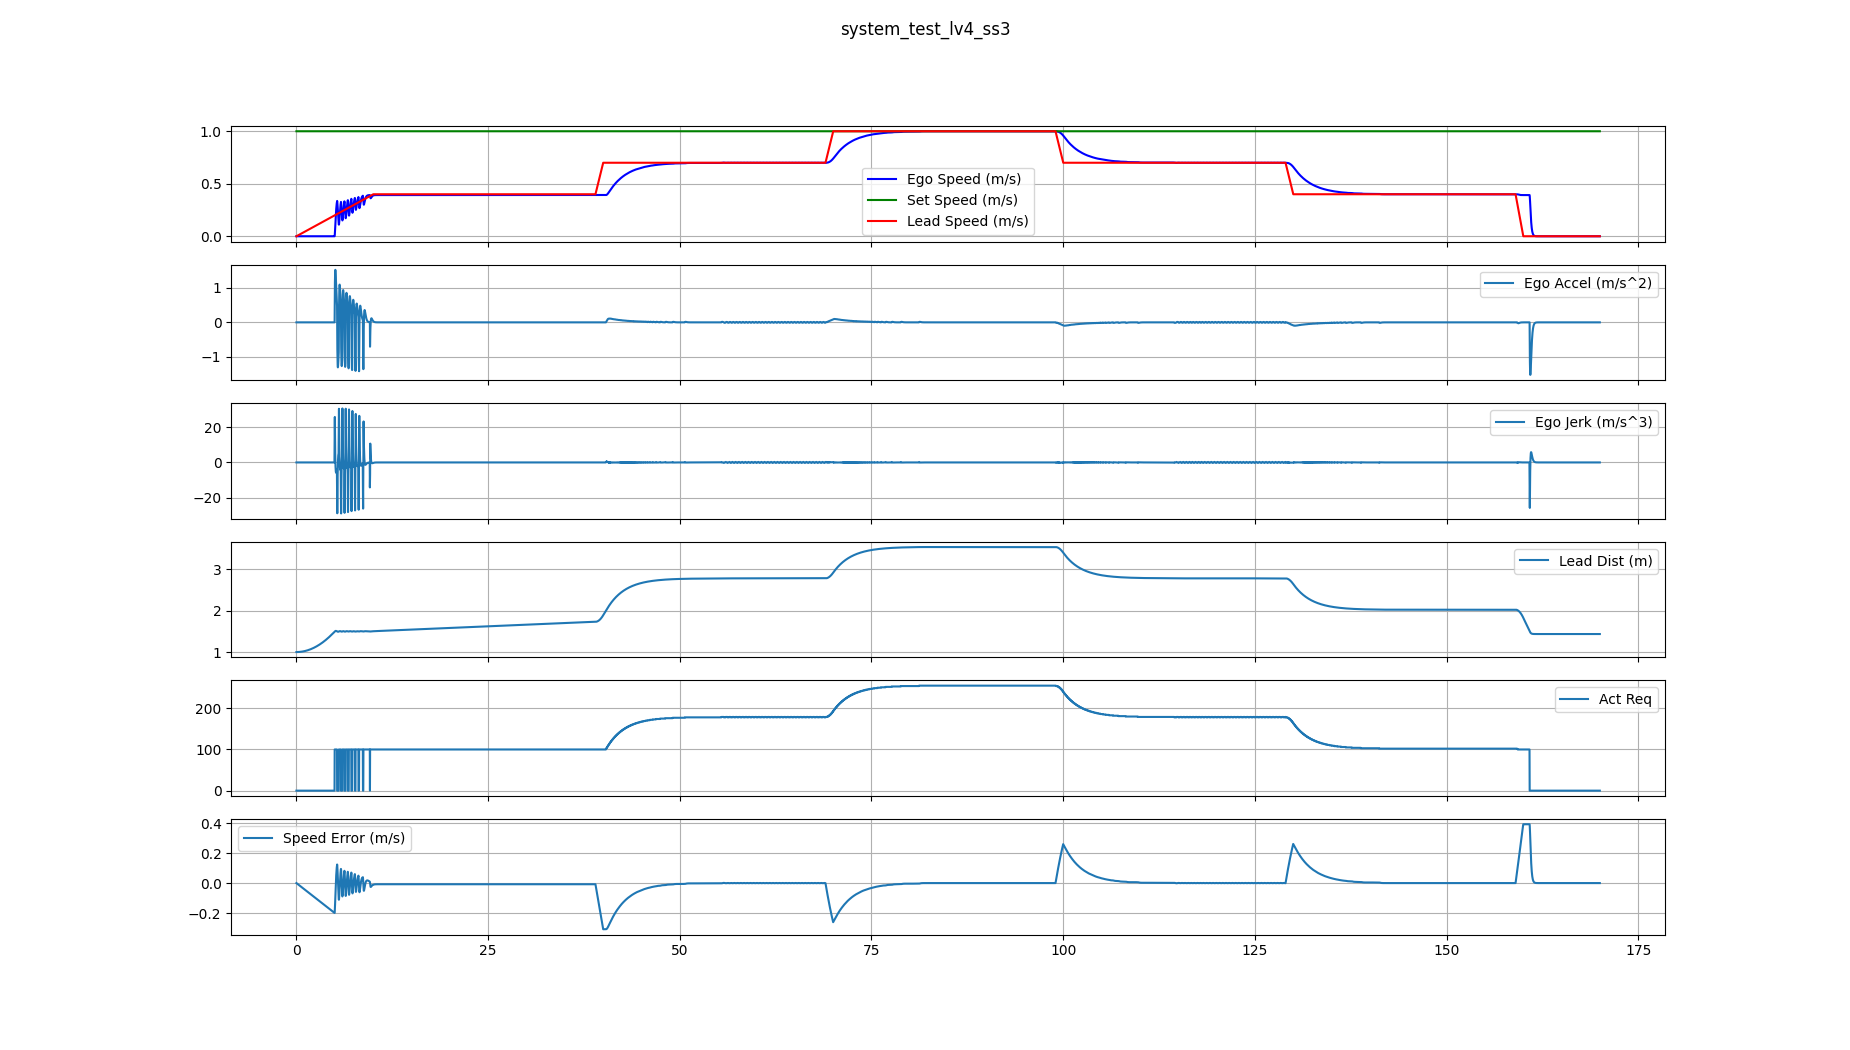 system_test_lv4_ss3
1.0
0.5
0.0
Ego Speed (m/s)
Set Speed (m/s)
Lead Speed (m/s)
1
0
−1
Ego Accel (m/s^2)
20
0
−20
Ego Jerk (m/s^3)
3
2
1
Lead Dist (m)
200
100
0
Act Req
0.4
0.2
0.0
−0.2
Speed Error (m/s)
0 25 50 75 100 125 150 175